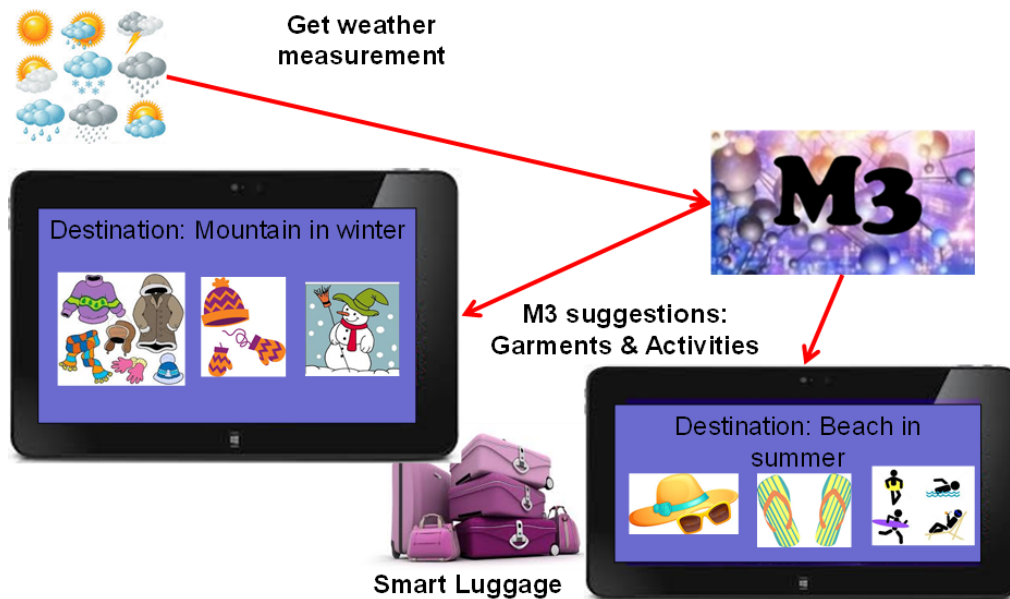 Get weather
measurement
M3
Destination: Mountain in winter
M3 suggestions:
Garments & Activities
Destination: Beach in
summer
Smart Luggage